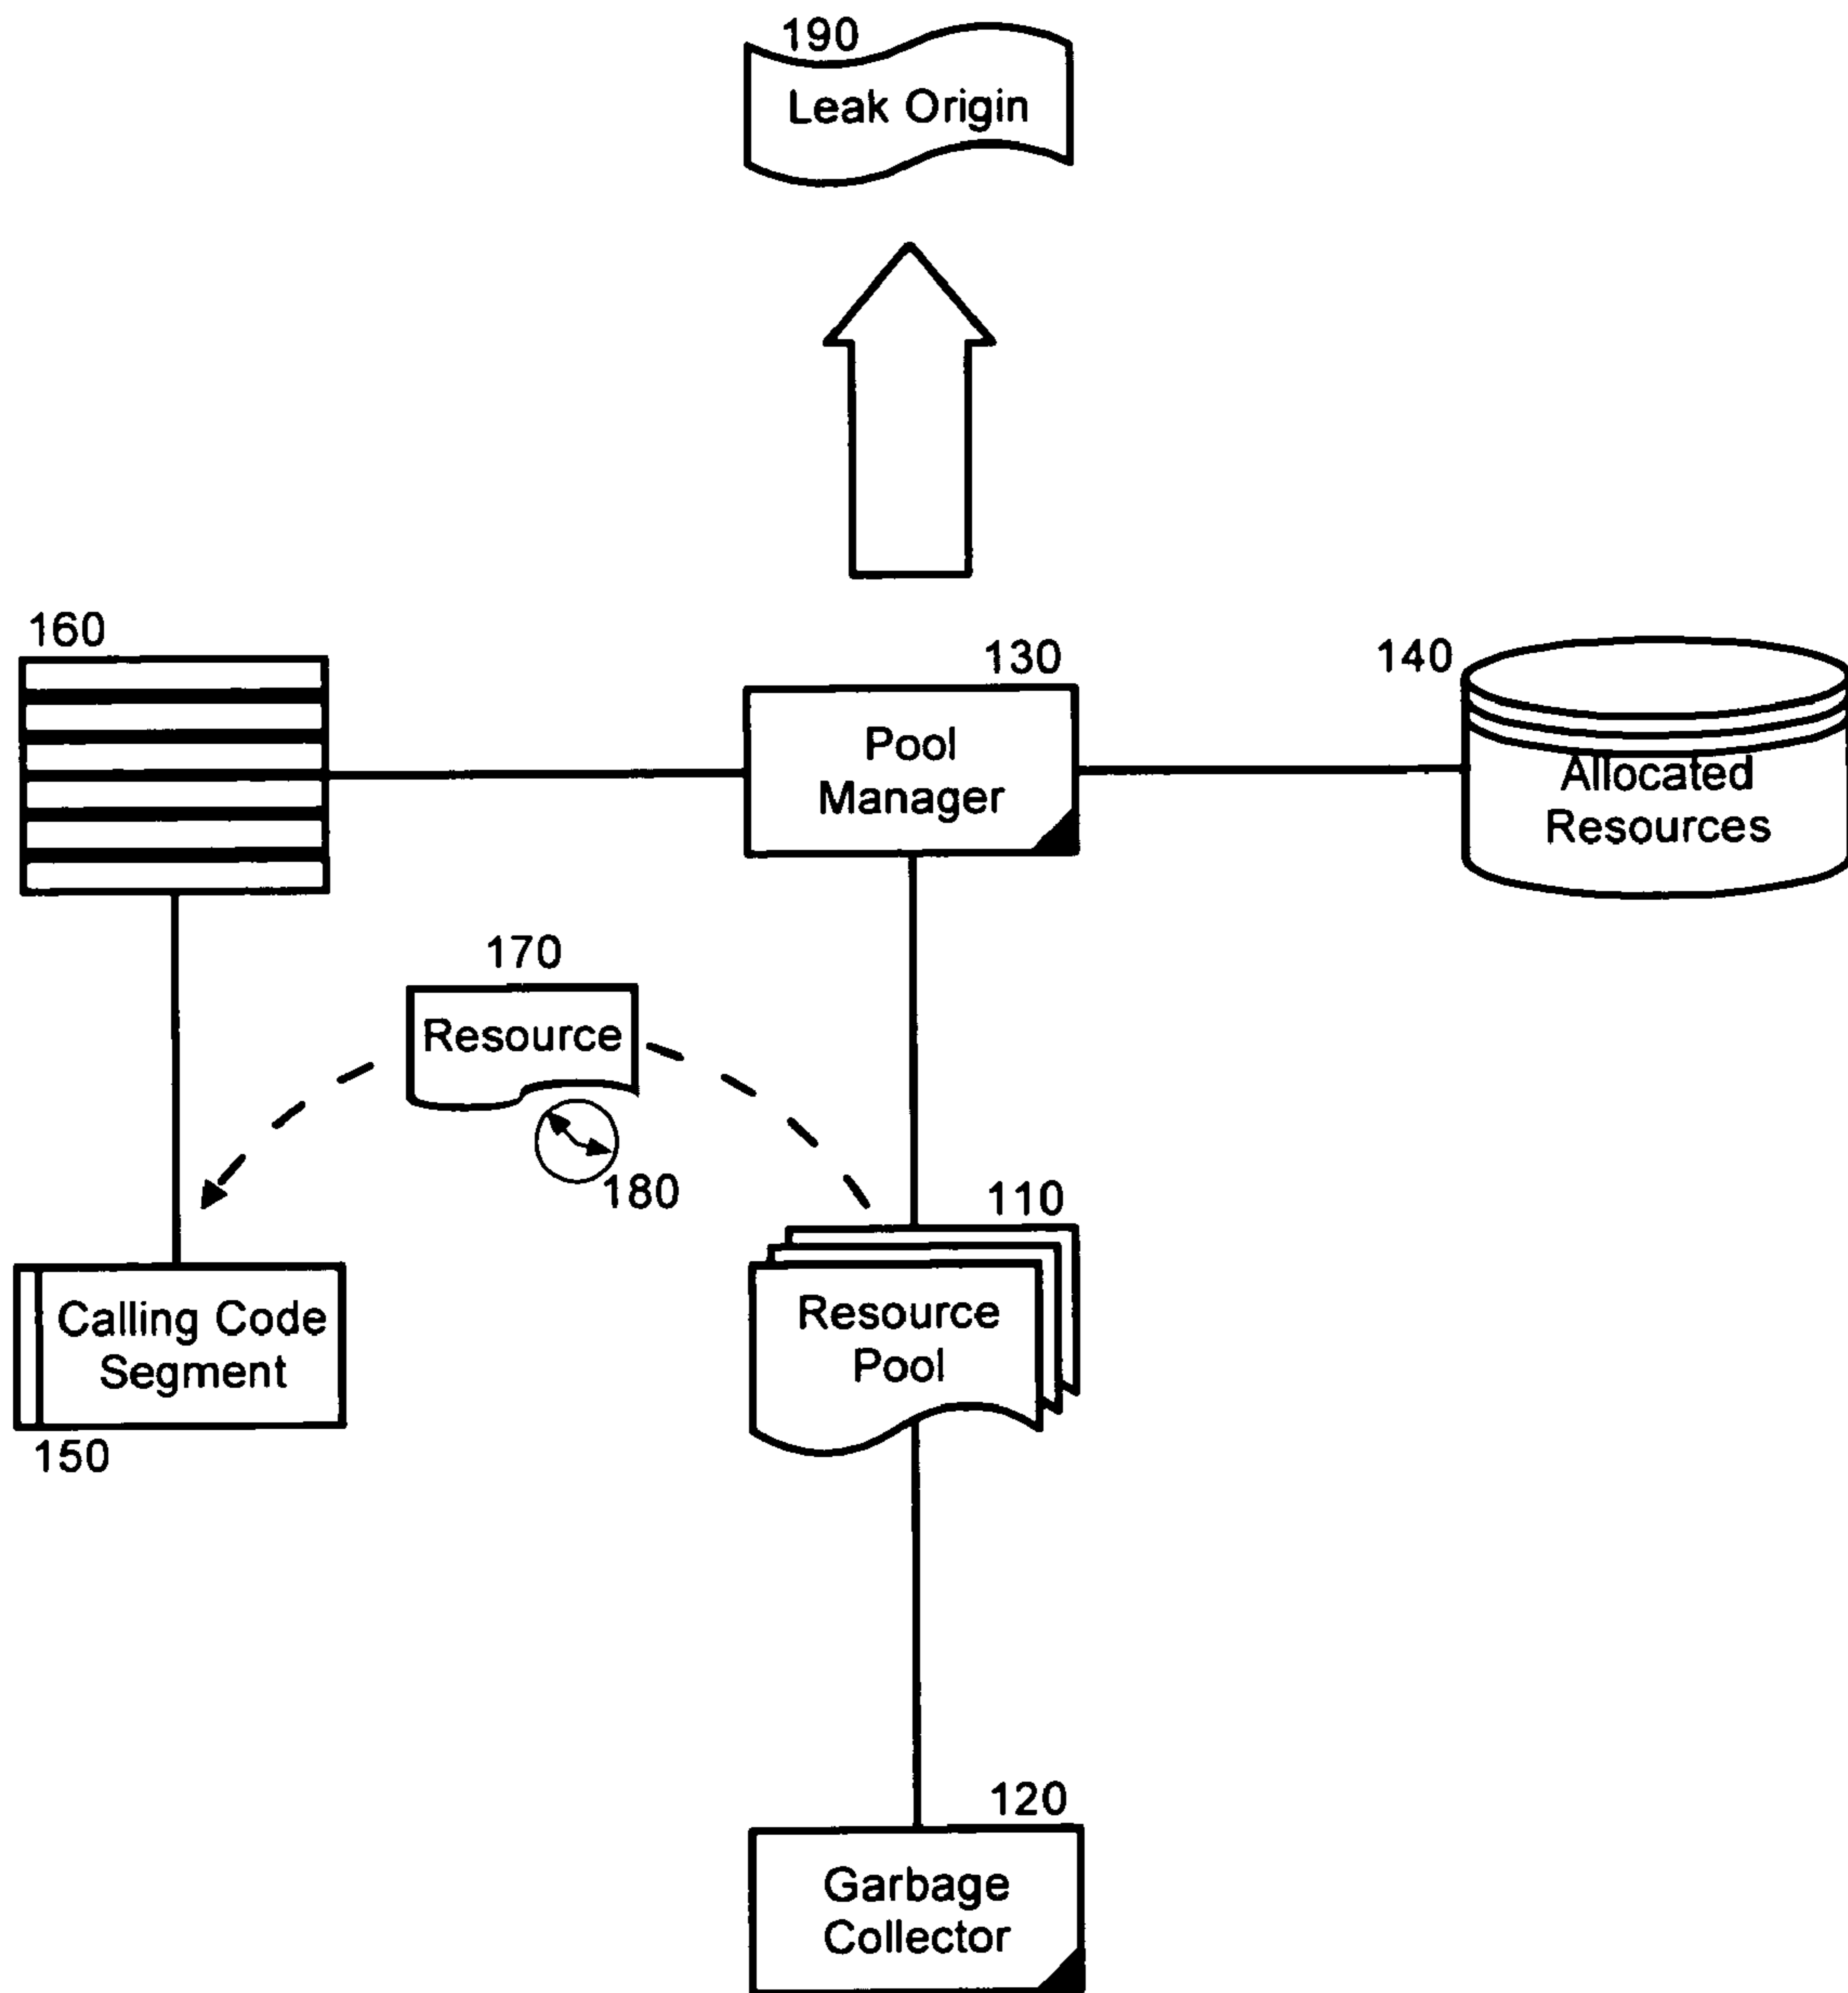 190
Leak Origin
160
130
140
Pool
Manager
Allocated
Resources
170
Resource
180
110
Calling Code
Segment
150
Resource
Pool
120
Garbage
Collector